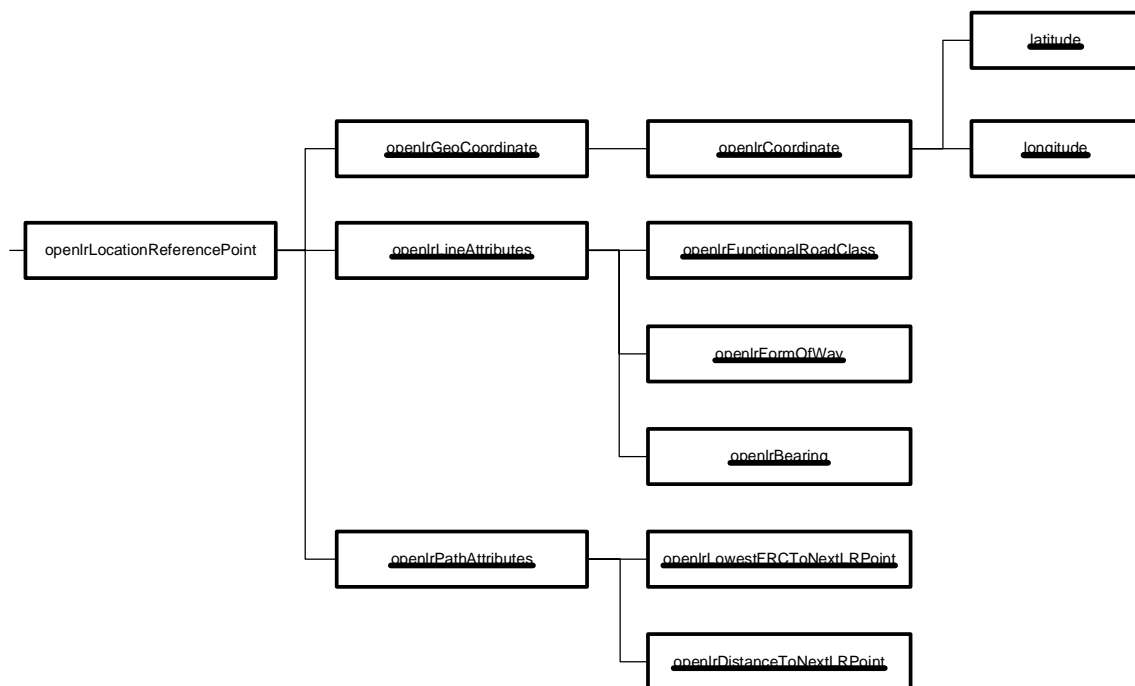 latitude
openlrGeoCoordinate
openlrCoordinate
longitude
openlrLocationReferencePoint
openlrLineAttributes
openlrFunctionalRoadClass
openlrFormOfWay
openlrBearing
openlrPathAttributes
openlrLowestFRCToNextLRPoint
openlrDistanceToNextLRPoint